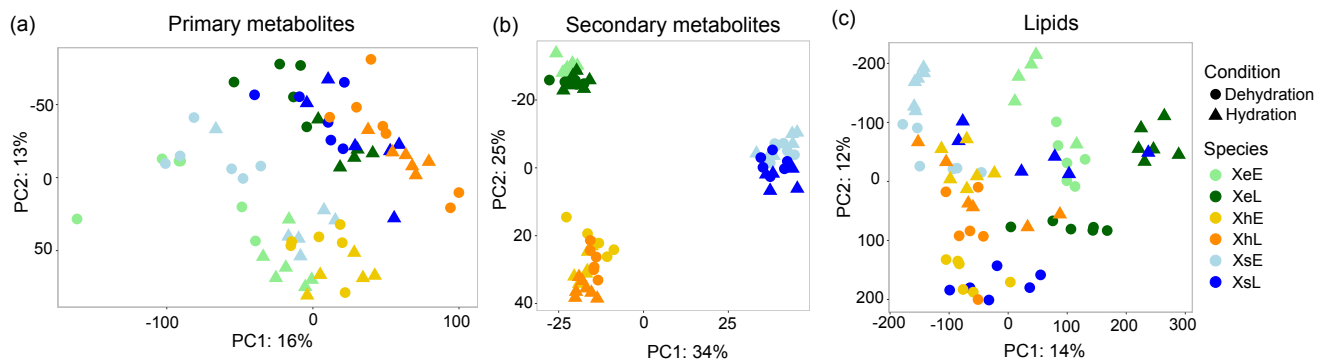 (a)
Primary metabolites
-50
0
50
PC2: 13%
-100
0
100
PC1: 16%
(b)
Secondary metabolites
-20
0
20
40
PC2: 25%
-25
0
25
PC1: 34%
(c)
Lipids
-200
-100
0
100
200
PC2: 12%
-200
-100
0
100
200
300
PC1: 14%
Condition
Dehydration
Hydration
Species
XeE
XeL
XhE
XhL
XsE
XsL